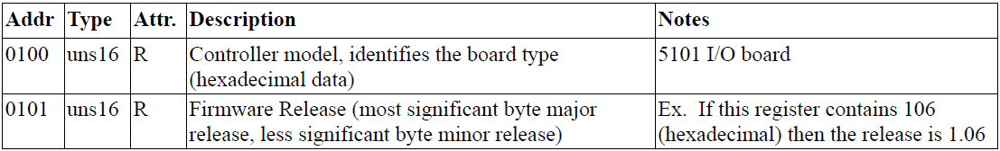 Addr Type Attr. Description Notes
0100 uns16 R Controller model, identifies the board type 5101 I/O board
(hexadecimal data)
0101 uns16 R Firmware Release (most significant byte major Ex. If this register contains 106
release, less significant byte minor release) (hexadecimal) then the release is 1.06